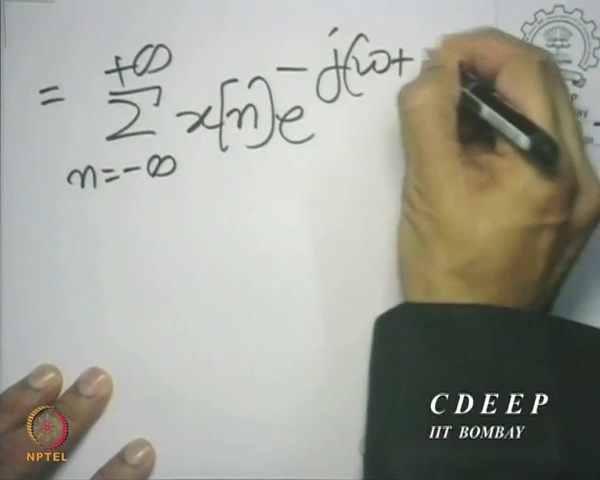 +∞
= Σ x[n] e^-j(ω+
n=-∞
CDEEP
IIT BOMBAY
NPTEL